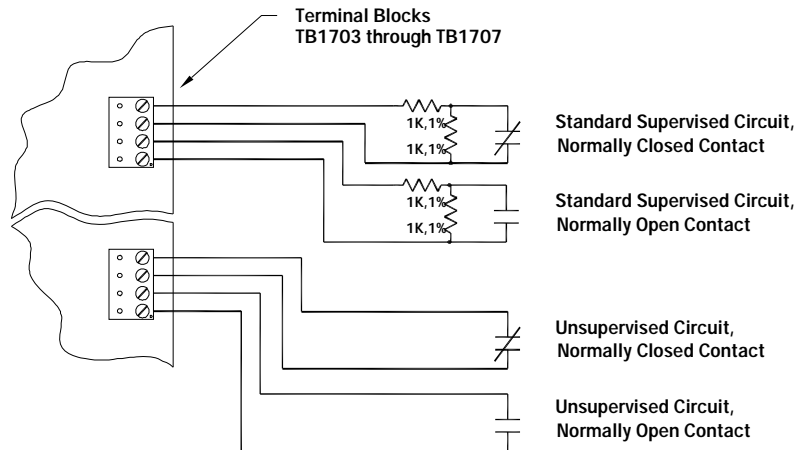 Terminal Blocks
TB1703 through TB1707
1K,1%
1K,1%
Standard Supervised Circuit,
Normally Closed Contact
1K,1%
1K,1%
Standard Supervised Circuit,
Normally Open Contact
Unsupervised Circuit,
Normally Closed Contact
Unsupervised Circuit,
Normally Open Contact